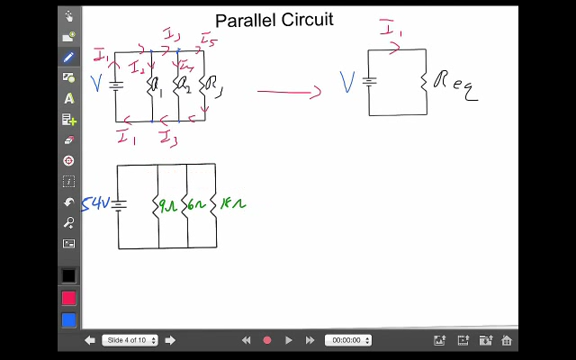 Parallel Circuit
I₁ I₂ I₃ I₄ I₅
V R₁ R₂ R₃
I₁ I₃
I₁
V Req
54V 9Ω 6Ω 18Ω
Slide 4 of 10
00:00:00